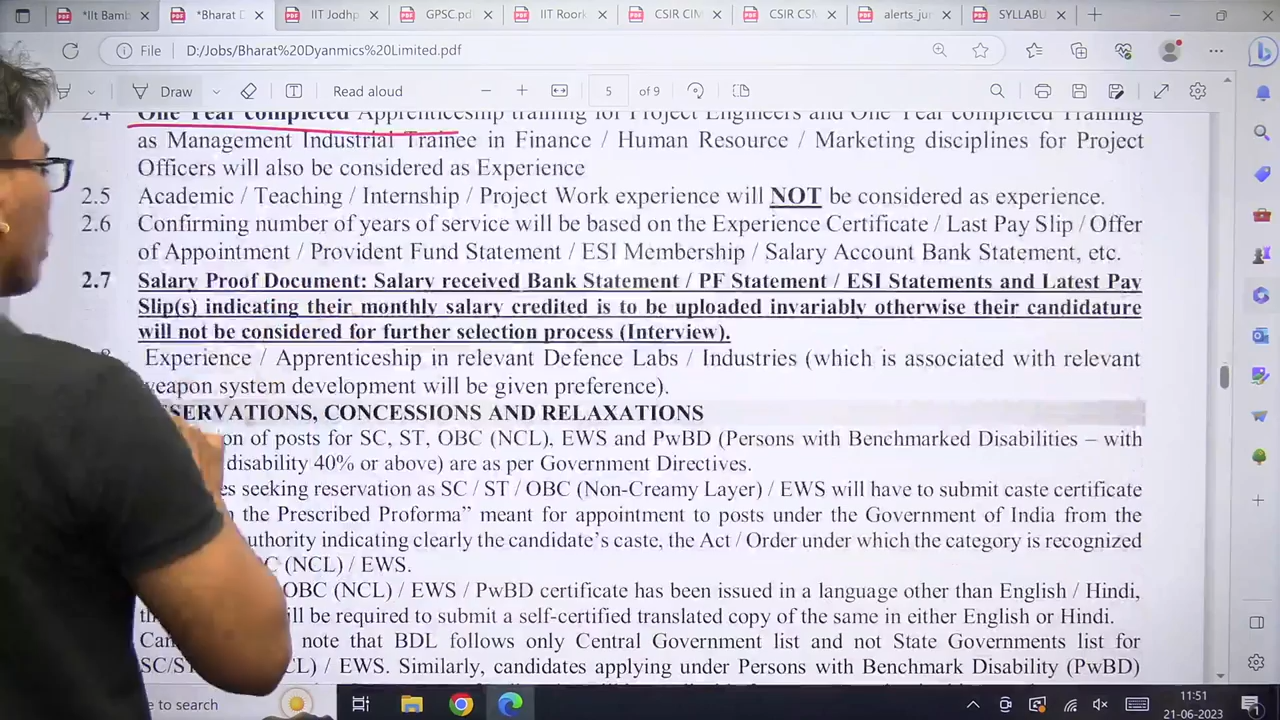 *Iit Bamb
*Bharat D
IIT Jodhp
GPSC.pd
IIT Roork
CSIR CIM
CSIR CSM
alerts_jun
SYLLABU
File
D:/Jobs/Bharat%20Dyanmics%20Limited.pdf
Draw
Read aloud
5 of 9
2.4 One Year completed Apprenticeship training for Project Engineers and One Year completed Training
as Management Industrial Trainee in Finance / Human Resource / Marketing disciplines for Project
Officers will also be considered as Experience
2.5 Academic / Teaching / Internship / Project Work experience will NOT be considered as experience.
2.6 Confirming number of years of service will be based on the Experience Certificate / Last Pay Slip / Offer
of Appointment / Provident Fund Statement / ESI Membership / Salary Account Bank Statement, etc.
2.7 Salary Proof Document: Salary received Bank Statement / PF Statement / ESI Statements and Latest Pay
Slip(s) indicating their monthly salary credited is to be uploaded invariably otherwise their candidature
will not be considered for further selection process (Interview).
Experience / Apprenticeship in relevant Defence Labs / Industries (which is associated with relevant
weapon system development will be given preference).
SERVATIONS, CONCESSIONS AND RELAXATIONS
on of posts for SC, ST, OBC (NCL), EWS and PwBD (Persons with Benchmarked Disabilities – with
disability 40% or above) are as per Government Directives.
es seeking reservation as SC / ST / OBC (Non-Creamy Layer) / EWS will have to submit caste certificate
the Prescribed Proforma” meant for appointment to posts under the Government of India from the
uthority indicating clearly the candidate’s caste, the Act / Order under which the category is recognized
C (NCL) / EWS.
OBC (NCL) / EWS / PwBD certificate has been issued in a language other than English / Hindi,
be required to submit a self-certified translated copy of the same in either English or Hindi.
note that BDL follows only Central Government list and not State Governments list for
SC/ST CL) / EWS. Similarly, candidates applying under Persons with Benchmark Disability (PwBD)
e to search
11:51
21-06-2023